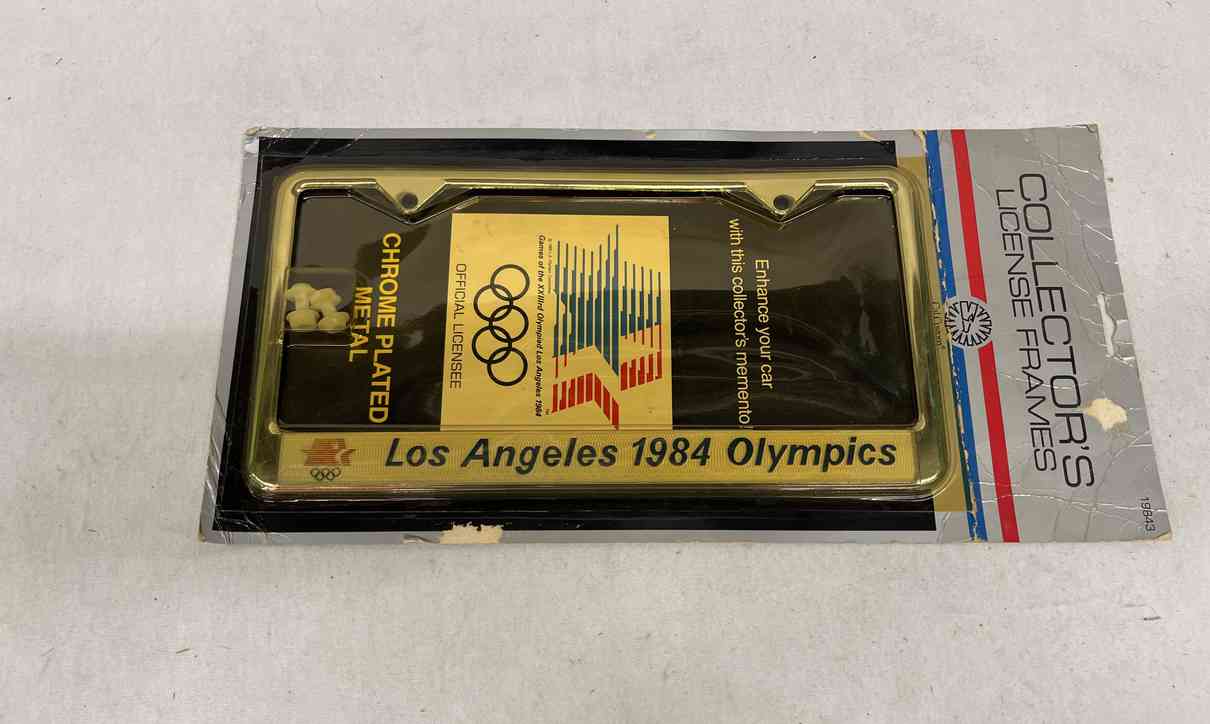 COLLECTOR'S
LICENSE FRAMES
19843
Enhance your car
with this collector's memento!
Games of the XXIIIrd Olympiad Los Angeles 1984
TM
OFFICIAL LICENSEE
CHROME PLATED
METAL
Los Angeles 1984 Olympics